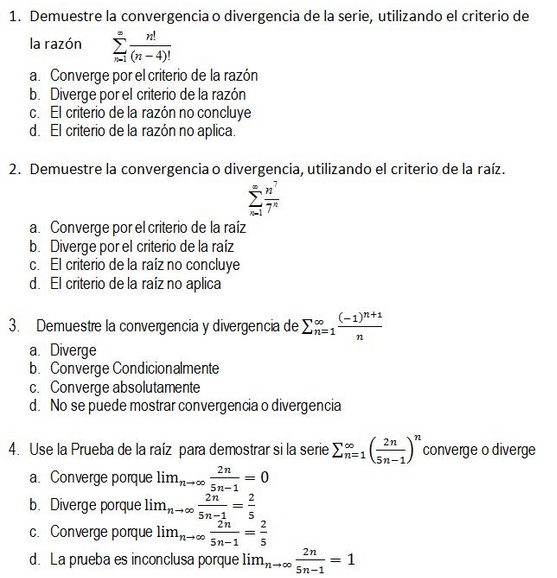 1. Demuestre la convergencia o divergencia de la serie, utilizando el criterio de
la razón ∑_{n=1}^{∞} n!/(n − 4)!
a. Converge por el criterio de la razón
b. Diverge por el criterio de la razón
c. El criterio de la razón no concluye
d. El criterio de la razón no aplica.
2. Demuestre la convergencia o divergencia, utilizando el criterio de la raíz.
∑_{n=1}^{∞} n^7/7^n
a. Converge por el criterio de la raíz
b. Diverge por el criterio de la raíz
c. El criterio de la raíz no concluye
d. El criterio de la raíz no aplica
3. Demuestre la convergencia y divergencia de ∑_{n=1}^{∞} (−1)^{n+1}/n
a. Diverge
b. Converge Condicionalmente
c. Converge absolutamente
d. No se puede mostrar convergencia o divergencia
4. Use la Prueba de la raíz para demostrar si la serie ∑_{n=1}^{∞} (2n/(5n−1))^n converge o diverge
a. Converge porque lim_{n→∞} 2n/(5n−1) = 0
b. Diverge porque lim_{n→∞} 2n/(5n−1) = 2/5
c. Converge porque lim_{n→∞} 2n/(5n−1) = 2/5
d. La prueba es inconclusa porque lim_{n→∞} 2n/(5n−1) = 1